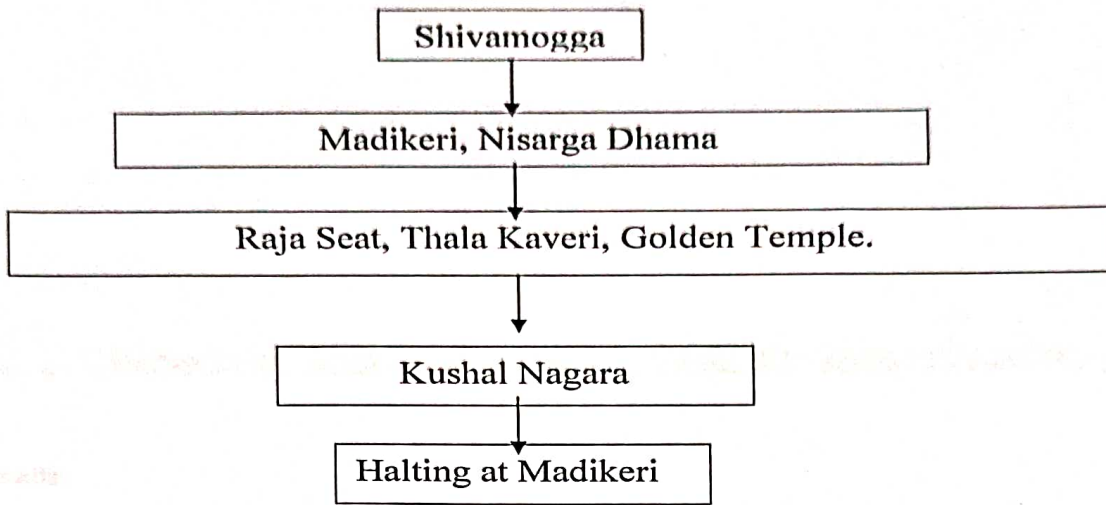 Shivamogga
Madikeri, Nisarga Dhama
Raja Seat, Thala Kaveri, Golden Temple.
Kushal Nagara
Halting at Madikeri